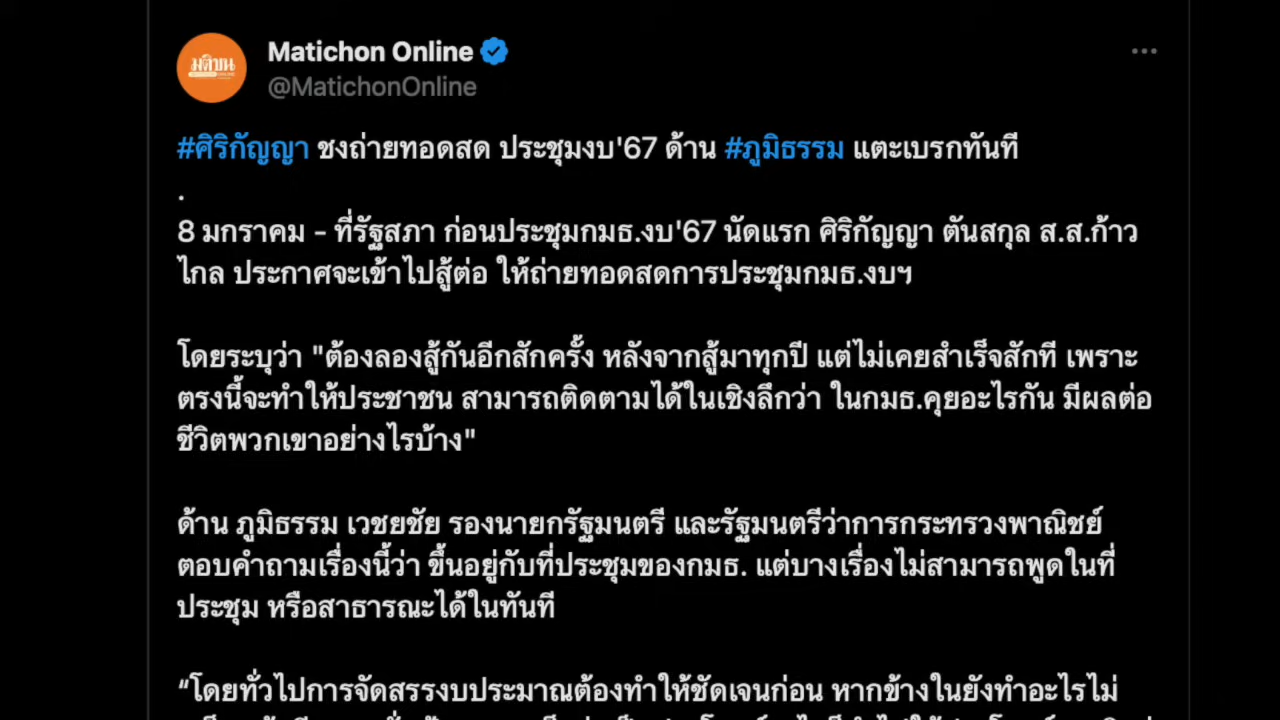 Matichon Online
@MatichonOnline
มติชน
ONLINE
#ศิริกัญญา ชงถ่ายทอดสด ประชุมงบ'67 ด้าน #ภูมิธรรม แตะเบรกทันที
.
8 มกราคม - ที่รัฐสภา ก่อนประชุมกมธ.งบ'67 นัดแรก ศิริกัญญา ตันสกุล ส.ส.ก้าว
ไกล ประกาศจะเข้าไปสู้ต่อ ให้ถ่ายทอดสดการประชุมกมธ.งบฯ
โดยระบุว่า "ต้องลองสู้กันอีกสักครั้ง หลังจากสู้มาทุกปี แต่ไม่เคยสำเร็จสักที เพราะ
ตรงนี้จะทำให้ประชาชน สามารถติดตามได้ในเชิงลึกว่า ในกมธ.คุยอะไรกัน มีผลต่อ
ชีวิตพวกเขาอย่างไรบ้าง"
ด้าน ภูมิธรรม เวชยชัย รองนายกรัฐมนตรี และรัฐมนตรีว่าการกระทรวงพาณิชย์
ตอบคำถามเรื่องนี้ว่า ขึ้นอยู่กับที่ประชุมของกมธ. แต่บางเรื่องไม่สามารถพูดในที่
ประชุม หรือสาธารณะได้ในทันที
“โดยทั่วไปการจัดสรรงบประมาณต้องทำให้ชัดเจนก่อน หากข้างในยังทำอะไรไม่